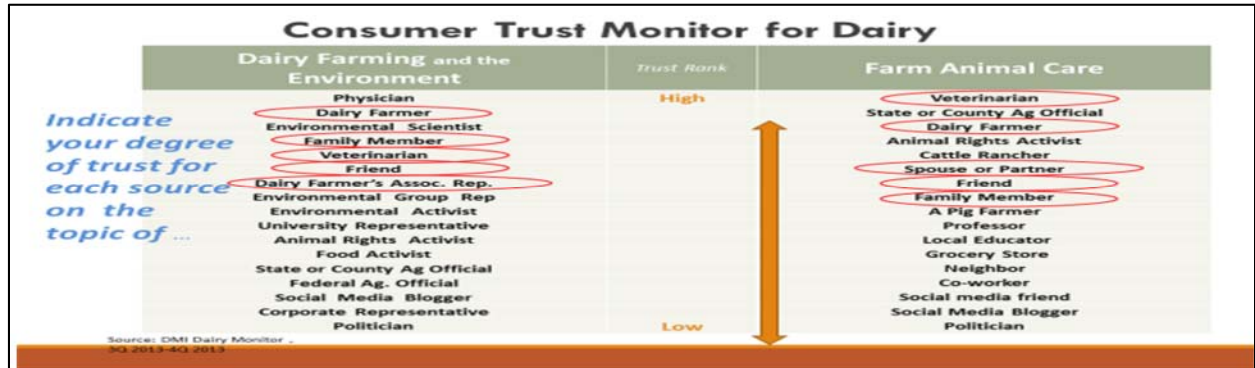 Consumer Trust Monitor for Dairy
Dairy Farming and the
Environment
Trust Rank
Farm Animal Care
Indicate
your degree
of trust for
each source
on the
topic of ...
Physician
Dairy Farmer
Environmental Scientist
Family Member
Veterinarian
Friend
Dairy Farmer's Assoc. Rep.
Environmental Group Rep
Environmental Activist
University Representative
Animal Rights Activist
Food Activist
State or County Ag Official
Federal Ag. Official
Social Media Blogger
Corporate Representative
Politician
High
Low
Veterinarian
State or County Ag Official
Dairy Farmer
Animal Rights Activist
Cattle Rancher
Spouse or Partner
Friend
Family Member
A Pig Farmer
Professor
Local Educator
Grocery Store
Neighbor
Co-worker
Social media friend
Social Media Blogger
Politician
Source: DMI Dairy Monitor ,
3Q 2013-4Q 2013